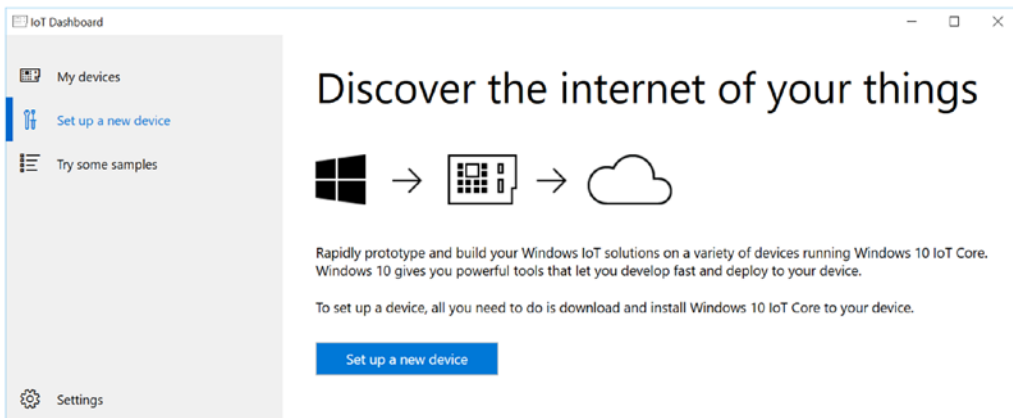 IoT Dashboard
My devices
Set up a new device
Try some samples
Settings
Discover the internet of your things
Rapidly prototype and build your Windows IoT solutions on a variety of devices running Windows 10 IoT Core.
Windows 10 gives you powerful tools that let you develop fast and deploy to your device.
To set up a device, all you need to do is download and install Windows 10 IoT Core to your device.
Set up a new device